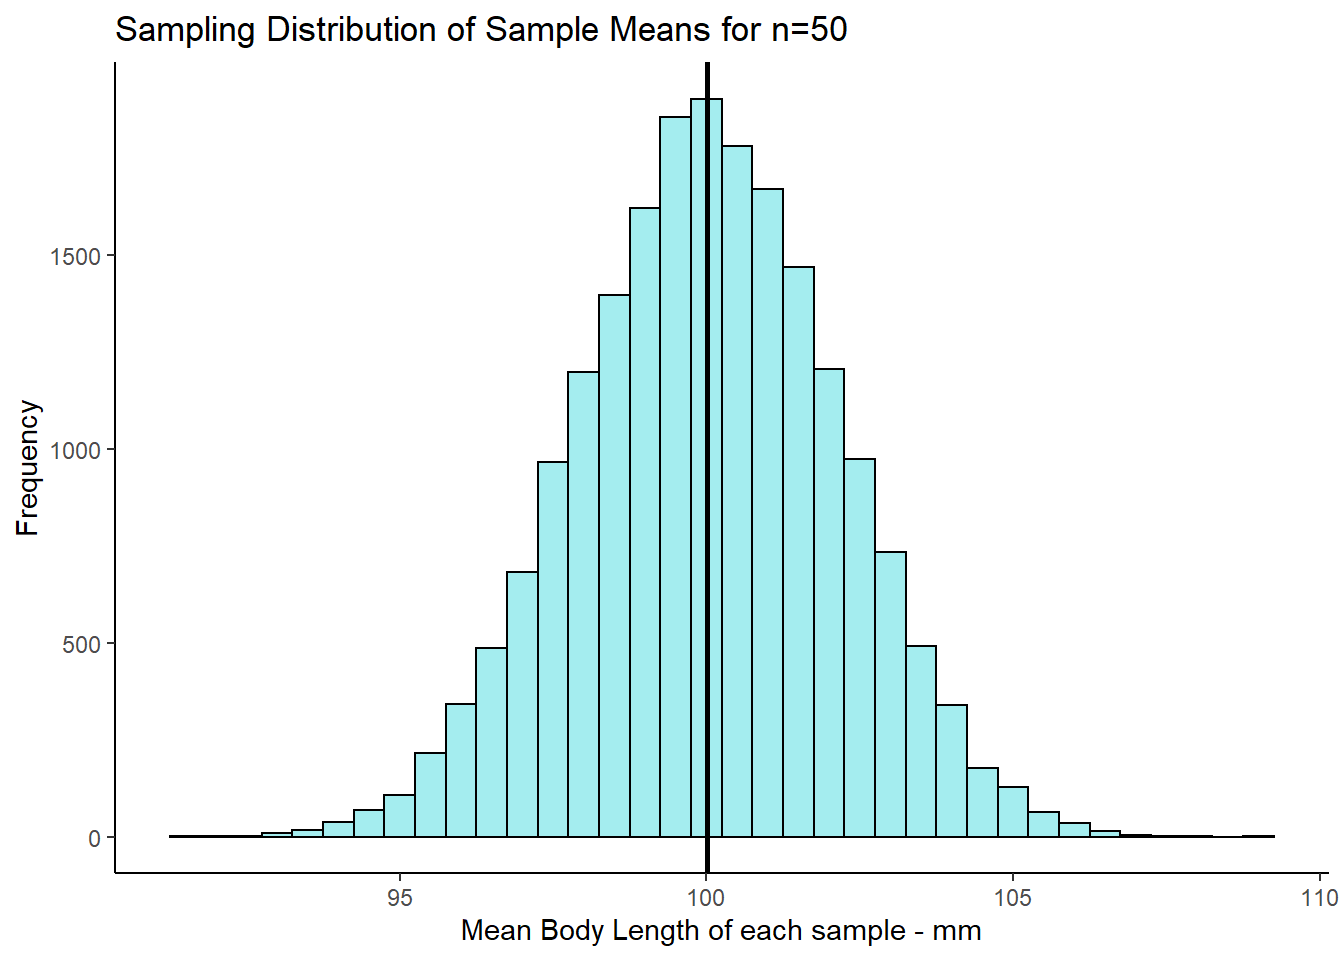 Sampling Distribution of Sample Means for n=50
Frequency
1500
1000
500
0
95 100 105 110
Mean Body Length of each sample - mm